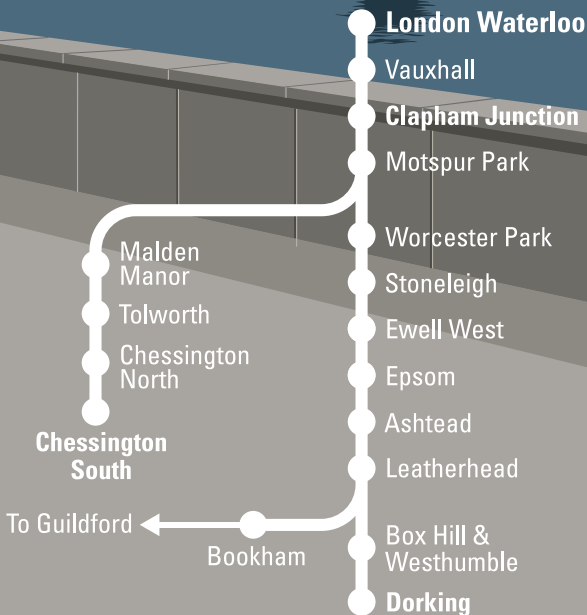 London Waterloo
Vauxhall
Clapham Junction
Motspur Park
Worcester Park
Stoneleigh
Ewell West
Epsom
Ashtead
Leatherhead
Box Hill &
Westhumble
Dorking
Malden
Manor
Tolworth
Chessington
North
Chessington
South
To Guildford
Bookham